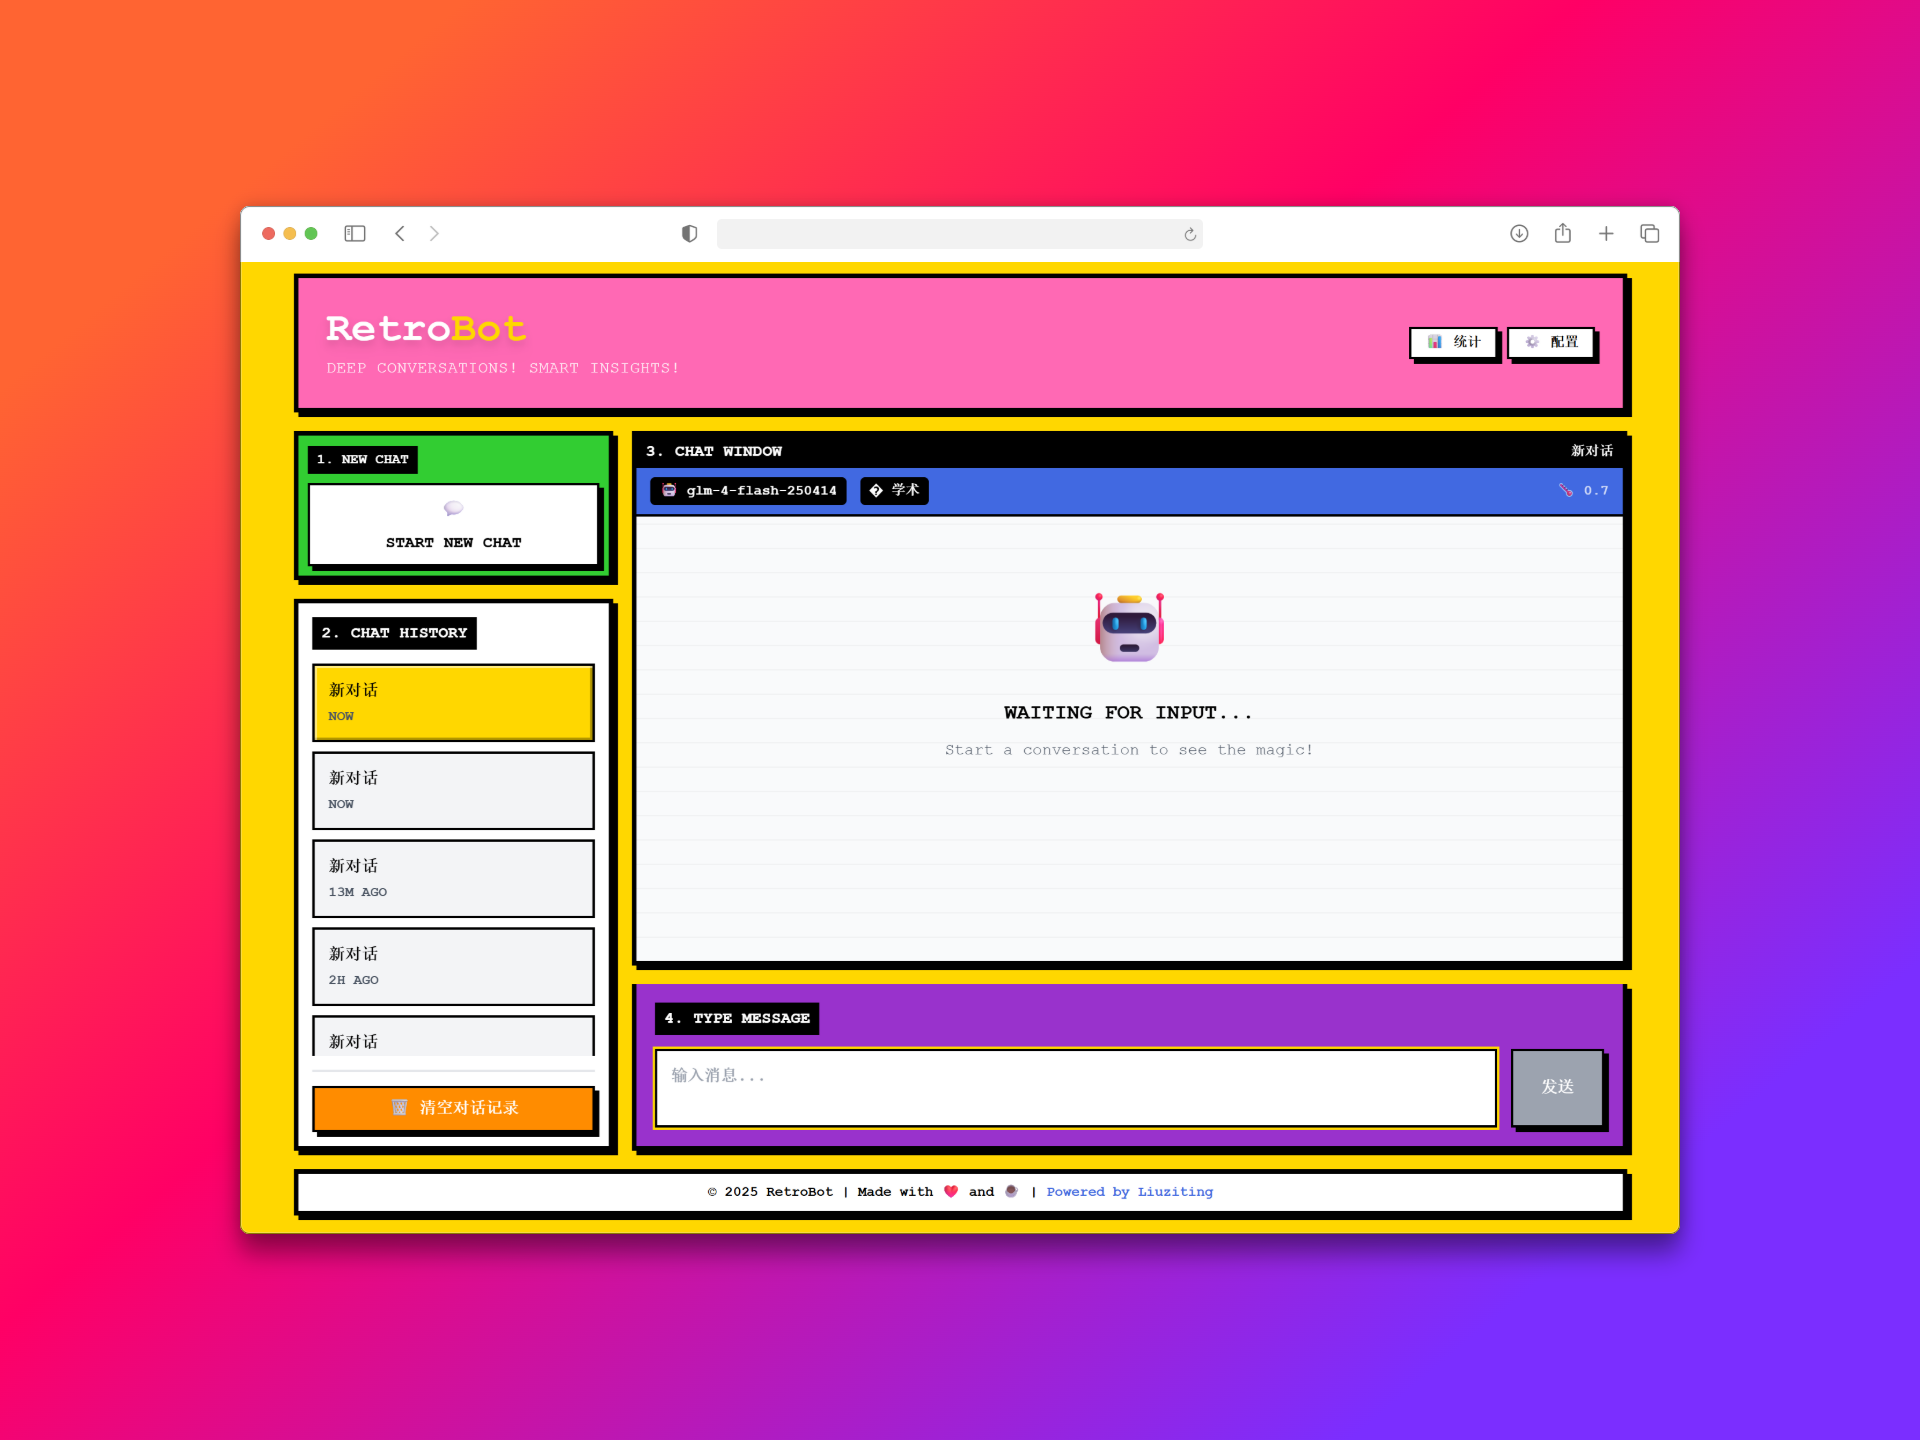 RetroBot
DEEP CONVERSATIONS! SMART INSIGHTS!
📊 统计
⚙️ 配置
1. NEW CHAT
💬
START NEW CHAT
2. CHAT HISTORY
新对话
NOW
新对话
NOW
新对话
13M AGO
新对话
2H AGO
新对话
🗑️ 清空对话记录
3. CHAT WINDOW
新对话
🤖 glm-4-flash-250414
� 学术
🌡️ 0.7
WAITING FOR INPUT...
Start a conversation to see the magic!
4. TYPE MESSAGE
输入消息...
发送
© 2025 RetroBot | Made with ❤️ and ☕ | Powered by Liuziting